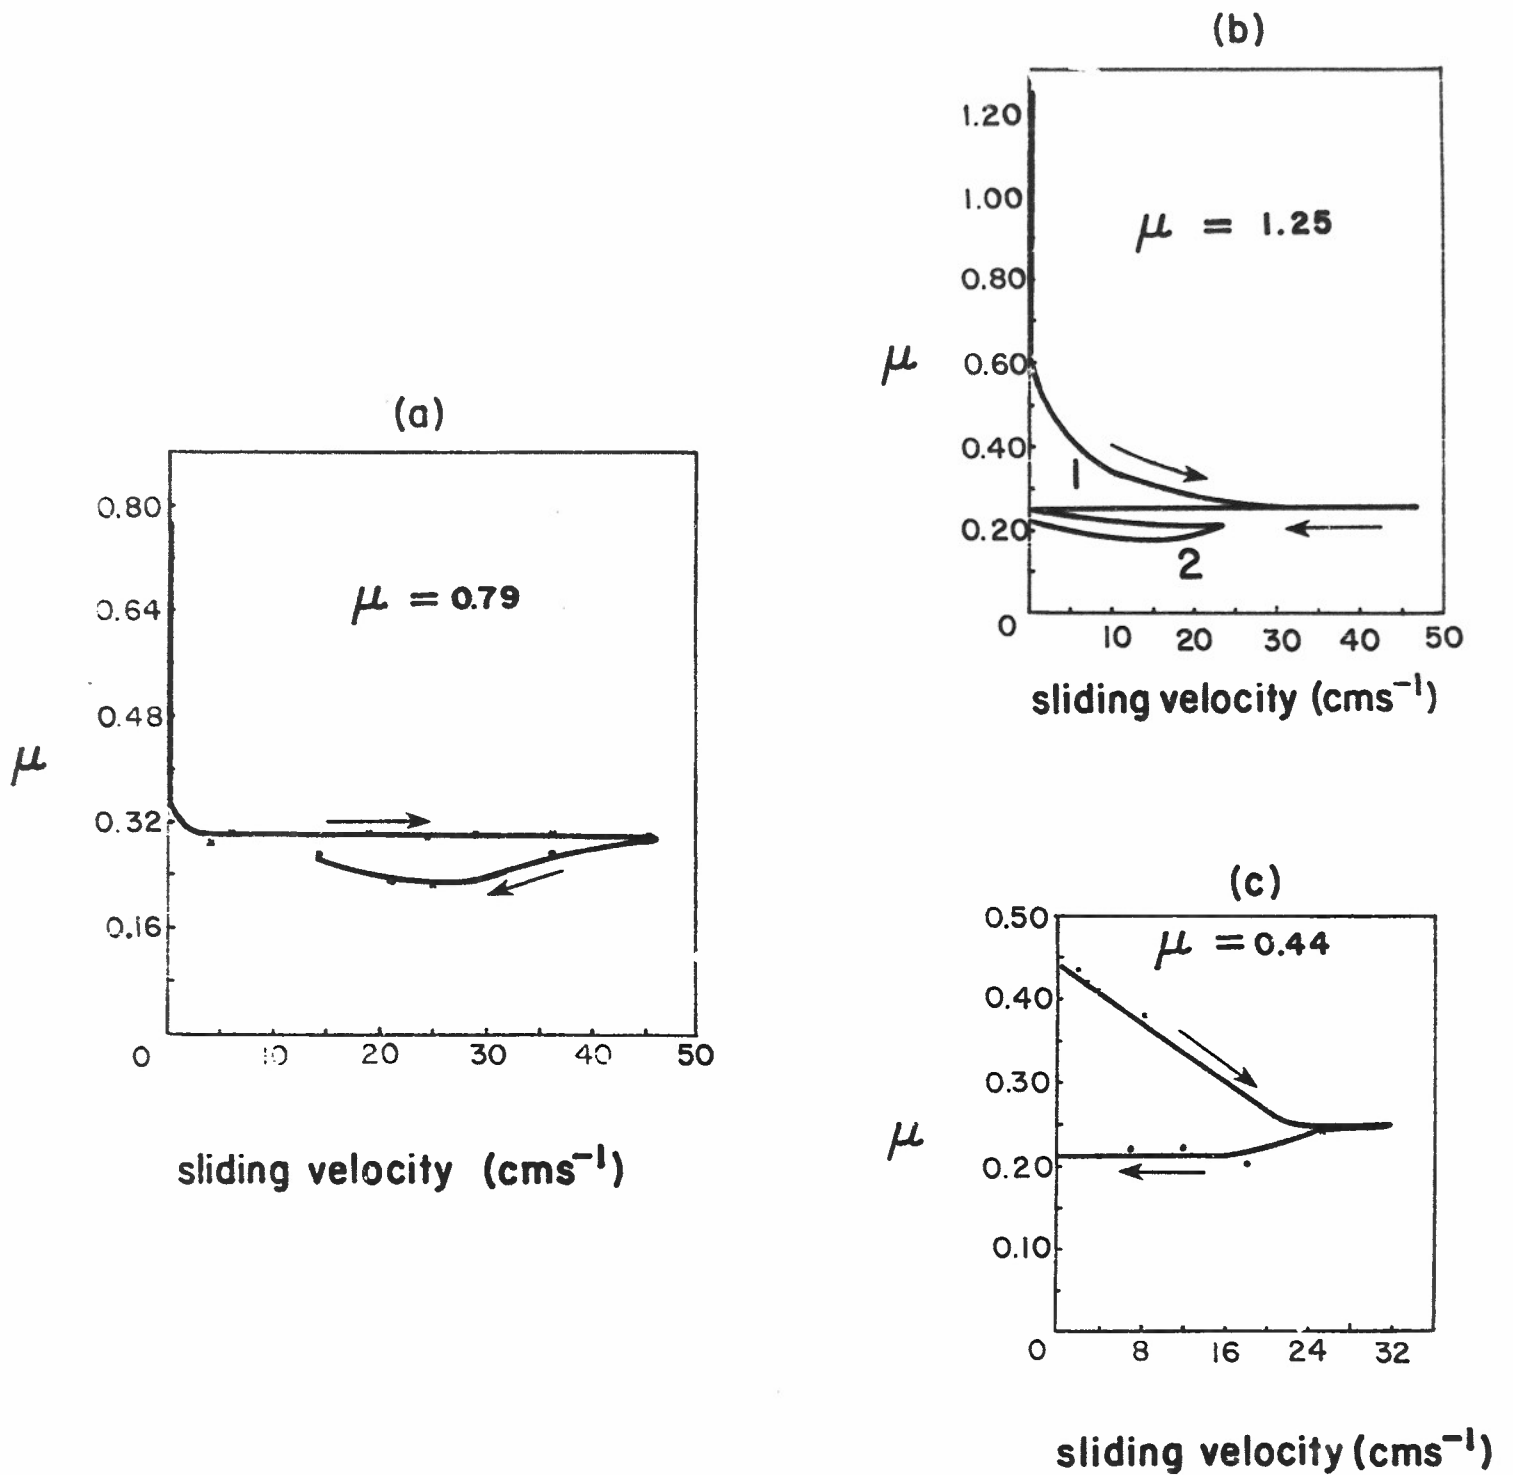 (a)
0.80
0.64
0.48
0.32
0.16
μ
μ = 0.79
0 10 20 30 40 50
sliding velocity (cms⁻¹)
(b)
1.20
1.00
0.80
0.60
0.40
0.20
μ
μ = 1.25
1
2
0 10 20 30 40 50
sliding velocity (cms⁻¹)
(c)
0.50
0.40
0.30
0.20
0.10
μ
μ = 0.44
0 8 16 24 32
sliding velocity (cms⁻¹)